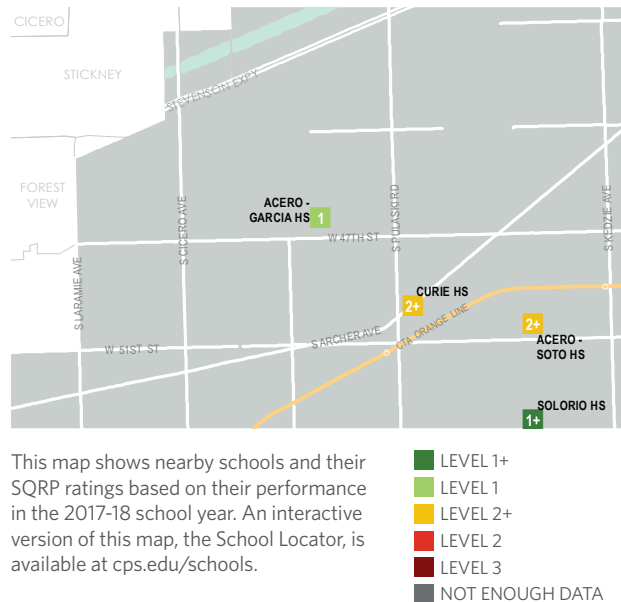 CICERO
STICKNEY
STEVENSON EXPY
FOREST
VIEW
S LARAMIE AVE
S CICERO AVE
ACERO -
GARCIA HS
1
S PULASKI RD
S KEDZIE AVE
W 47TH ST
CURIE HS
2+
CTA ORANGE LINE
S ARCHER AVE
W 51ST ST
2+
ACERO -
SOTO HS
SOLORIO HS
1+
This map shows nearby schools and their
SQRP ratings based on their performance
in the 2017-18 school year. An interactive
version of this map, the School Locator, is
available at cps.edu/schools.
LEVEL 1+
LEVEL 1
LEVEL 2+
LEVEL 2
LEVEL 3
NOT ENOUGH DATA